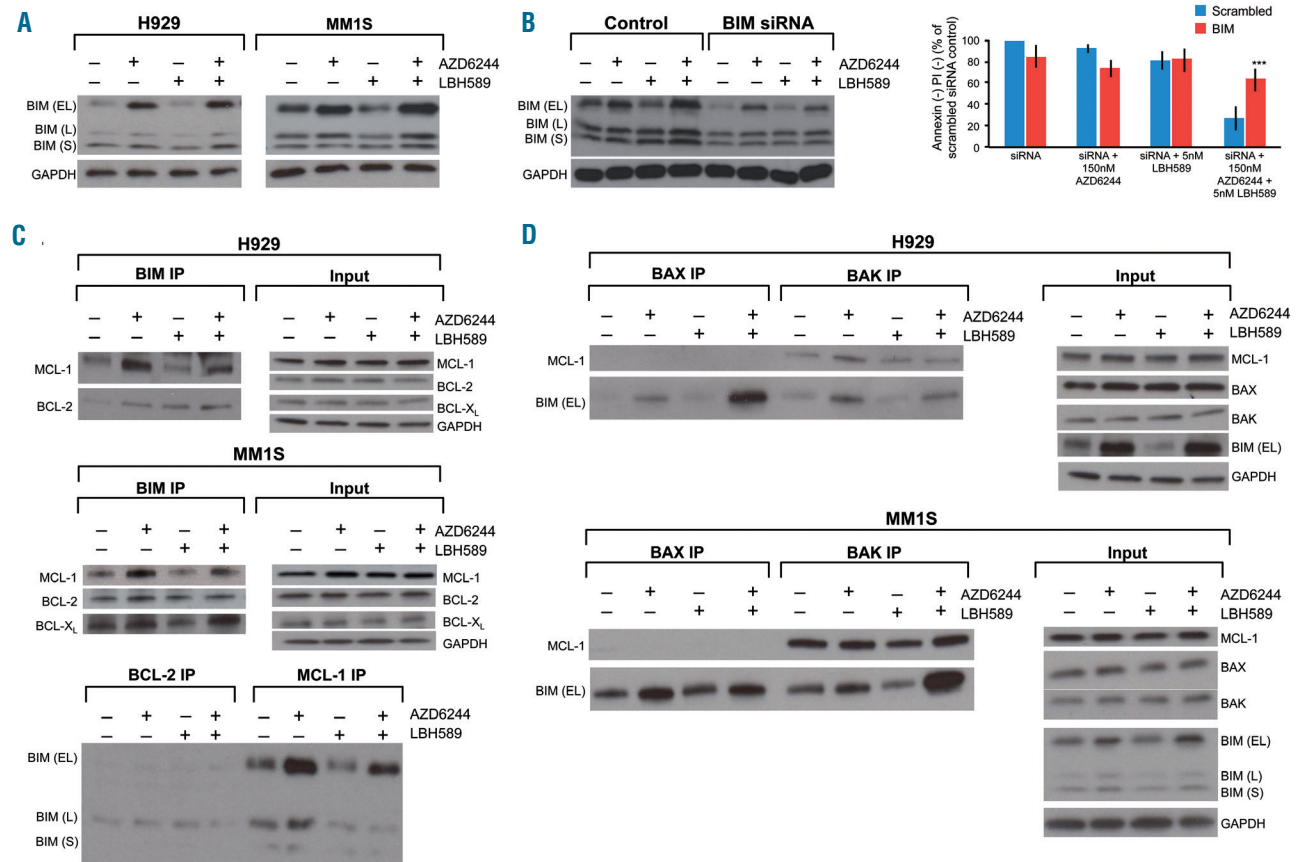 A
H929
MM1S
– + – +
– + – +
AZD6244
– – + +
– – + +
LBH589
BIM (EL)
BIM (L)
BIM (S)
GAPDH
B
Control
BIM siRNA
– + – +
– + – +
AZD6244
– – + +
– – + +
LBH589
BIM (EL)
BIM (L)
BIM (S)
GAPDH
Scrambled
BIM
Annexin (-) PI (-) (% of
scrambled siRNA control)
100
80
60
40
20
0
***
siRNA
siRNA +
150nM
AZD6244
siRNA + 5nM
LBH589
siRNA +
150nM
AZD6244 +
5nM LBH589
C
H929
BIM IP
Input
– + – +
– + – +
AZD6244
– – + +
– – + +
LBH589
MCL-1
BCL-2
MCL-1
BCL-2
BCL-XL
GAPDH
MM1S
BIM IP
Input
– + – +
– + – +
AZD6244
– – + +
– – + +
LBH589
MCL-1
BCL-2
BCL-XL
MCL-1
BCL-2
BCL-XL
GAPDH
BCL-2 IP
MCL-1 IP
– + – +
– + – +
AZD6244
– – + +
– – + +
LBH589
BIM (EL)
BIM (L)
BIM (S)
D
H929
BAX IP
BAK IP
Input
– + – +
– + – +
– + – +
AZD6244
– – + +
– – + +
– – + +
LBH589
MCL-1
BIM (EL)
MCL-1
BAX
BAK
BIM (EL)
GAPDH
MM1S
BAX IP
BAK IP
Input
– + – +
– + – +
– + – +
AZD6244
– – + +
– – + +
– – + +
LBH589
MCL-1
BIM (EL)
MCL-1
BAX
BAK
BIM (EL)
BIM (L)
BIM (S)
GAPDH